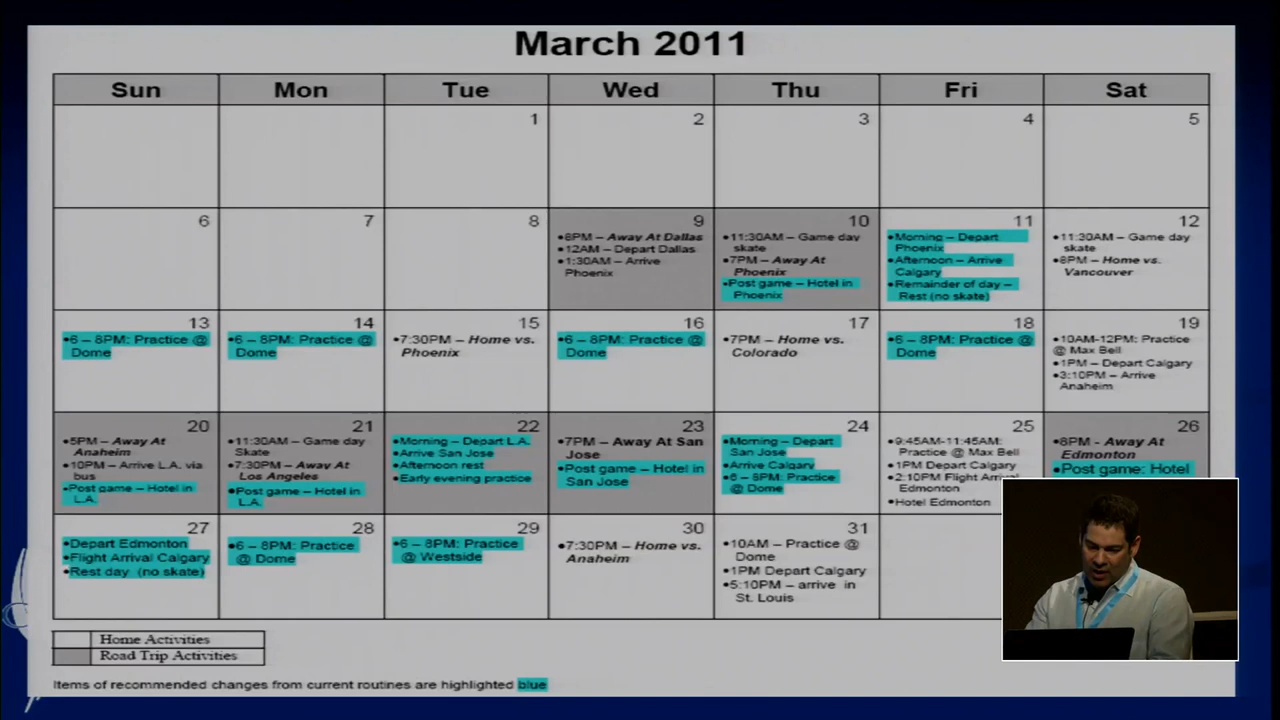 March 2011
Sun Mon Tue Wed Thu Fri Sat
1 2 3 4 5
6
7
8
9
•8PM – Away At Dallas
•12AM – Depart Dallas
•1:30AM – Arrive
Phoenix
10
•11:30AM – Game day
skate
•7PM – Away At
Phoenix
•Post game – Hotel in
Phoenix
11
•Morning – Depart
Phoenix
•Afternoon – Arrive
Calgary
•Remainder of day –
Rest (no skate)
12
•11:30AM – Game day
skate
•8PM – Home vs.
Vancouver
13
•6 – 8PM: Practice @
Dome
14
•6 – 8PM: Practice @
Dome
15
•7:30PM – Home vs.
Phoenix
16
•6 – 8PM: Practice @
Dome
17
•7PM – Home vs.
Colorado
18
•6 – 8PM: Practice @
Dome
19
•10AM-12PM: Practice
@ Max Bell
•1PM – Depart Calgary
•3:10PM – Arrive
Anaheim
20
•5PM – Away At
Anaheim
•10PM – Arrive L.A. via
bus
•Post game – Hotel in
L.A.
21
•11:30AM – Game day
Skate
•7:30PM – Away At
Los Angeles
•Post game – Hotel in
L.A.
22
•Morning – Depart L.A.
•Arrive San Jose
•Afternoon rest
•Early evening practice
23
•7PM – Away At San
Jose
•Post game – Hotel in
San Jose
24
•Morning – Depart
San Jose
•Arrive Calgary
•6 – 8PM: Practice
@ Dome
25
•9:45AM-11:45AM:
Practice @ Max Bell
•1PM Depart Calgary
•2:10PM Flight
Edmonton
•Hotel Edmonton
26
•8PM - Away At
Edmonton
•Post game: Hotel
27
•Depart Edmonton
•Flight Arrival Calgary
•Rest day (no skate)
28
•6 – 8PM: Practice
@ Dome
29
•6 – 8PM: Practice
@ Westside
30
•7:30PM – Home vs.
Anaheim
31
•10AM – Practice @
Dome
•1PM Depart Calgary
•5:10PM – arrive in
St. Louis
Home Activities
Road Trip Activities
Items of recommended changes from current routines are highlighted blue